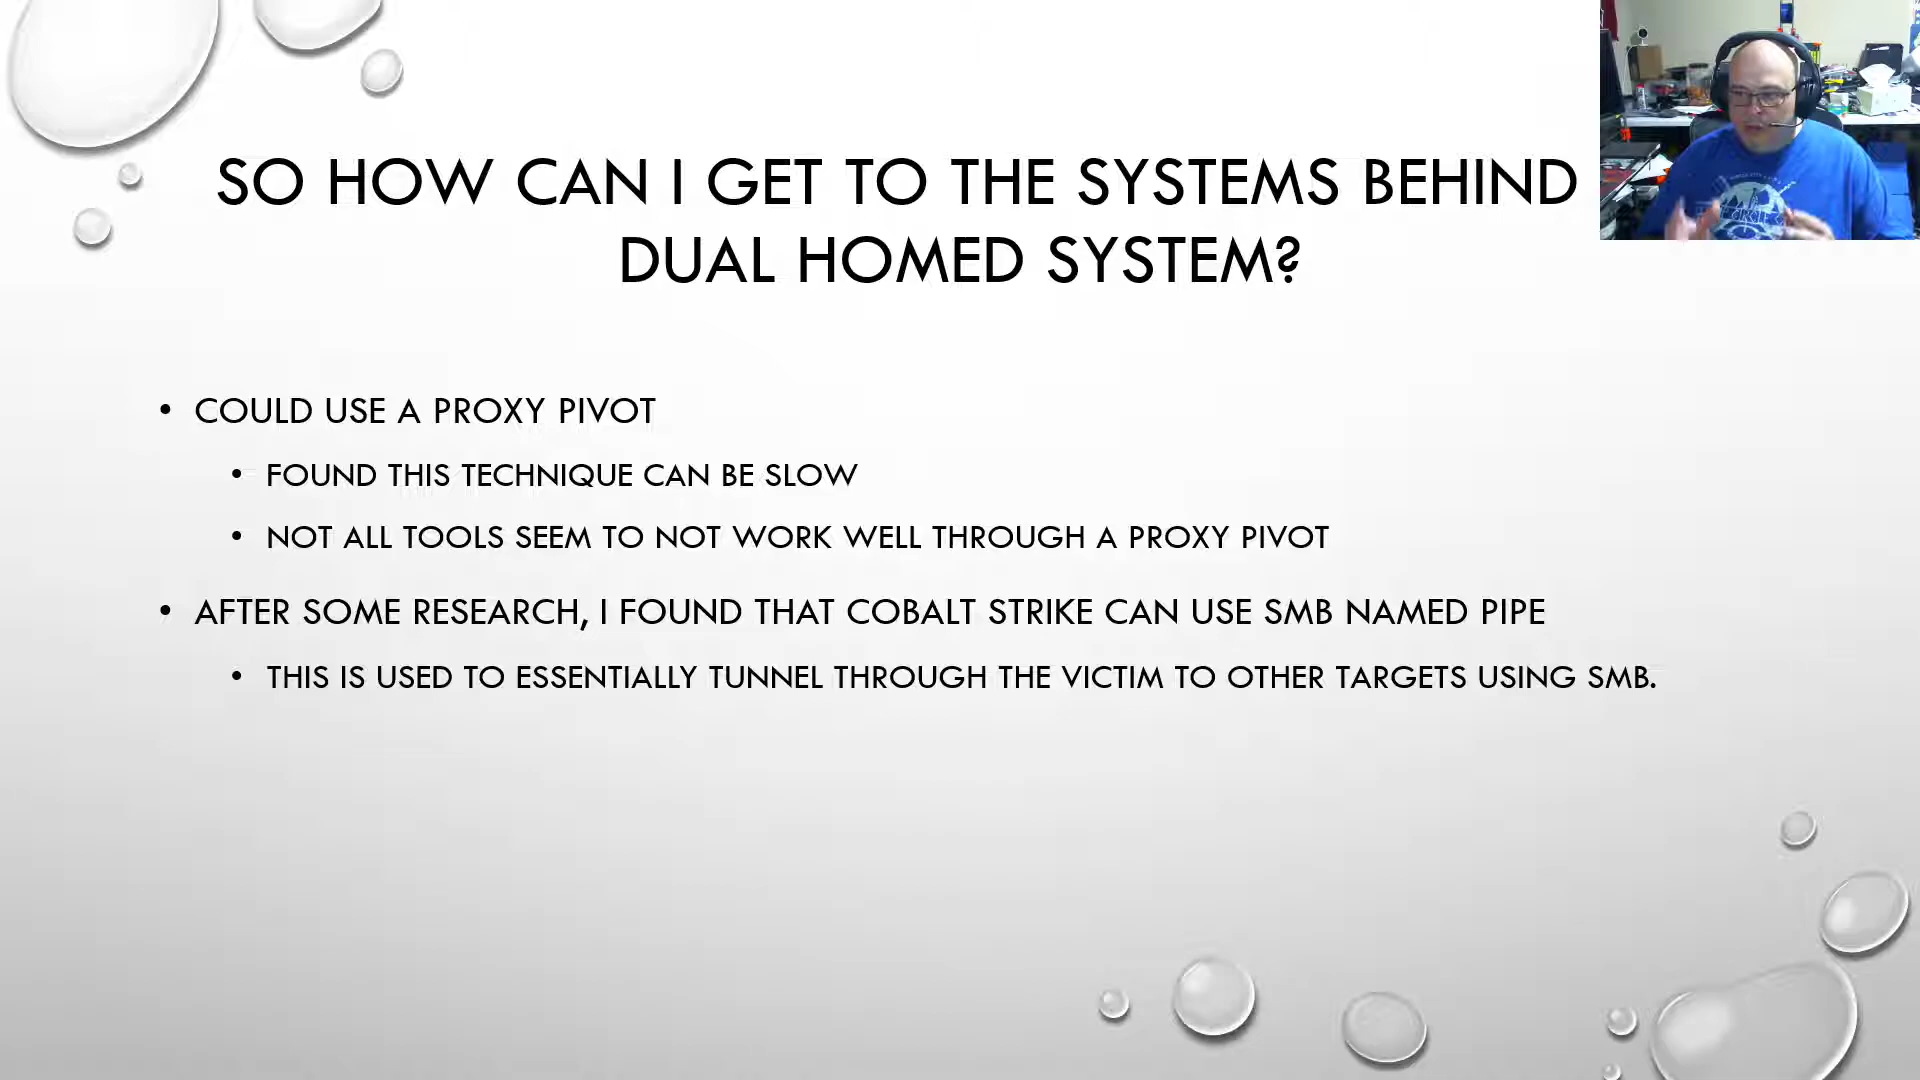 SO HOW CAN I GET TO THE SYSTEMS BEHIND
DUAL HOMED SYSTEM?
• COULD USE A PROXY PIVOT
• FOUND THIS TECHNIQUE CAN BE SLOW
• NOT ALL TOOLS SEEM TO NOT WORK WELL THROUGH A PROXY PIVOT
• AFTER SOME RESEARCH, I FOUND THAT COBALT STRIKE CAN USE SMB NAMED PIPE
• THIS IS USED TO ESSENTIALLY TUNNEL THROUGH THE VICTIM TO OTHER TARGETS USING SMB.